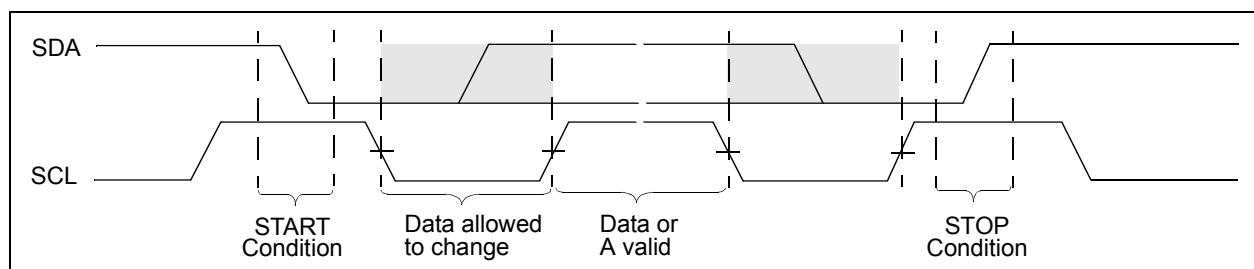 SDA
SCL
START
Condition
Data allowed
to change
Data or
A valid
STOP
Condition